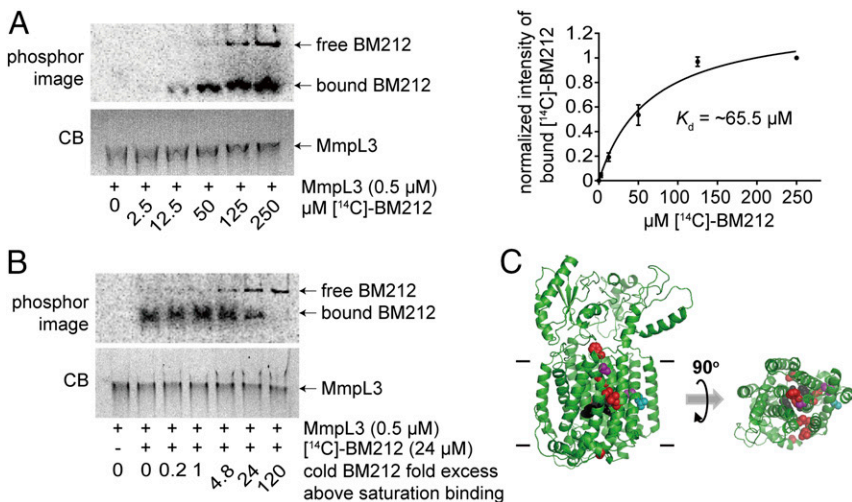 A
phosphor
image
free BM212
bound BM212
CB
MmpL3
+ + + + + + MmpL3 (0.5 µM)
0 2.5 12.5 50 125 250 µM [¹⁴C]-BM212
normalized intensity of
bound [¹⁴C]-BM212
1.2
1
0.8
0.6
0.4
0.2
0
Kd = ~65.5 µM
0 50 100 150 200 250
µM [¹⁴C]-BM212
B
phosphor
image
free BM212
bound BM212
CB
MmpL3
+ + + + + + + MmpL3 (0.5 µM)
- + + + + + + [¹⁴C]-BM212 (24 µM)
0 0 0.2 1 4.8 24 120 cold BM212 fold excess
above saturation binding
C
90°